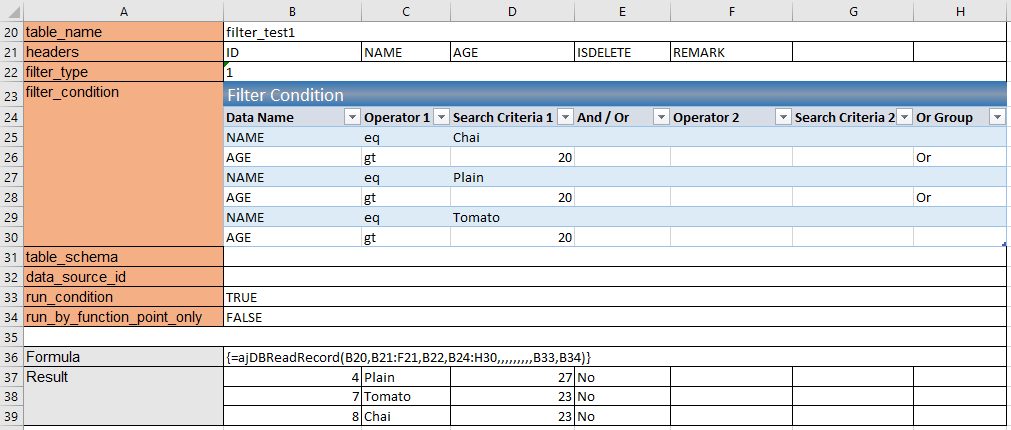 A B C D E F G H
20 table_name filter_test1
21 headers ID NAME AGE ISDELETE REMARK
22 filter_type 1
23 filter_condition Filter Condition
24 Data Name Operator 1 Search Criteria 1 And / Or Operator 2 Search Criteria 2 Or Group
25 NAME eq Chai
26 AGE gt 20 Or
27 NAME eq Plain
28 AGE gt 20 Or
29 NAME eq Tomato
30 AGE gt 20
31 table_schema
32 data_source_id
33 run_condition TRUE
34 run_by_function_point_only FALSE
35
36 Formula {=ajDBReadRecord(B20,B21:F21,B22,B24:H30,,,,,,,,,B33,B34)}
37 Result 4 Plain 27 No
38 7 Tomato 23 No
39 8 Chai 23 No